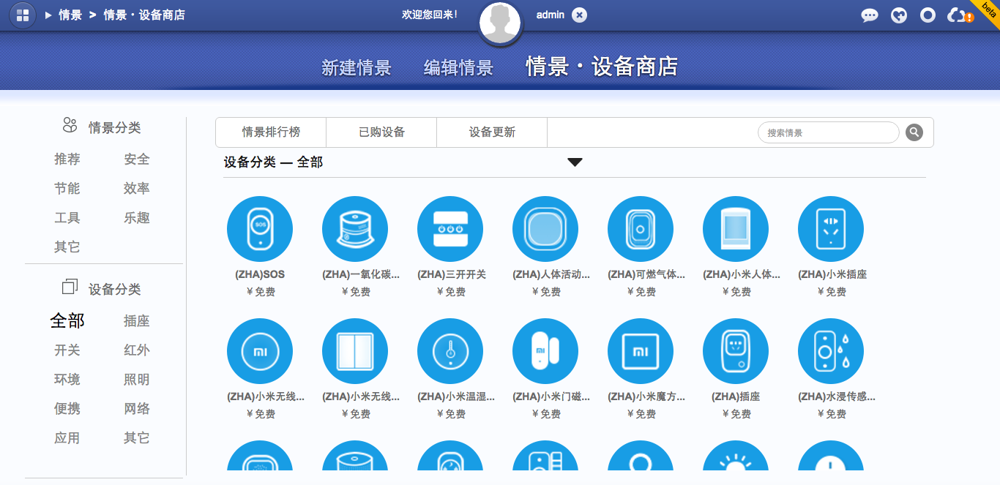 情景 > 情景・设备商店
欢迎您回来！
admin
beta
新建情景
编辑情景
情景・设备商店
情景分类
推荐 安全
节能 效率
工具 乐趣
其它
设备分类
全部 插座
开关 红外
环境 照明
便携 网络
应用 其它
情景排行榜
已购设备
设备更新
搜索情景
设备分类 — 全部
SOS
(ZHA)SOS
(ZHA)一氧化碳...
(ZHA)三开开关
(ZHA)人体活动...
(ZHA)可燃气体...
(ZHA)小米人体...
(ZHA)小米插座
¥ 免费
¥ 免费
¥ 免费
¥ 免费
¥ 免费
¥ 免费
¥ 免费
mi
mi
mi
(ZHA)小米无线...
(ZHA)小米无线...
(ZHA)小米温湿...
(ZHA)小米门磁...
(ZHA)小米魔方...
(ZHA)插座
(ZHA)水浸传感...
¥ 免费
¥ 免费
¥ 免费
¥ 免费
¥ 免费
¥ 免费
¥ 免费